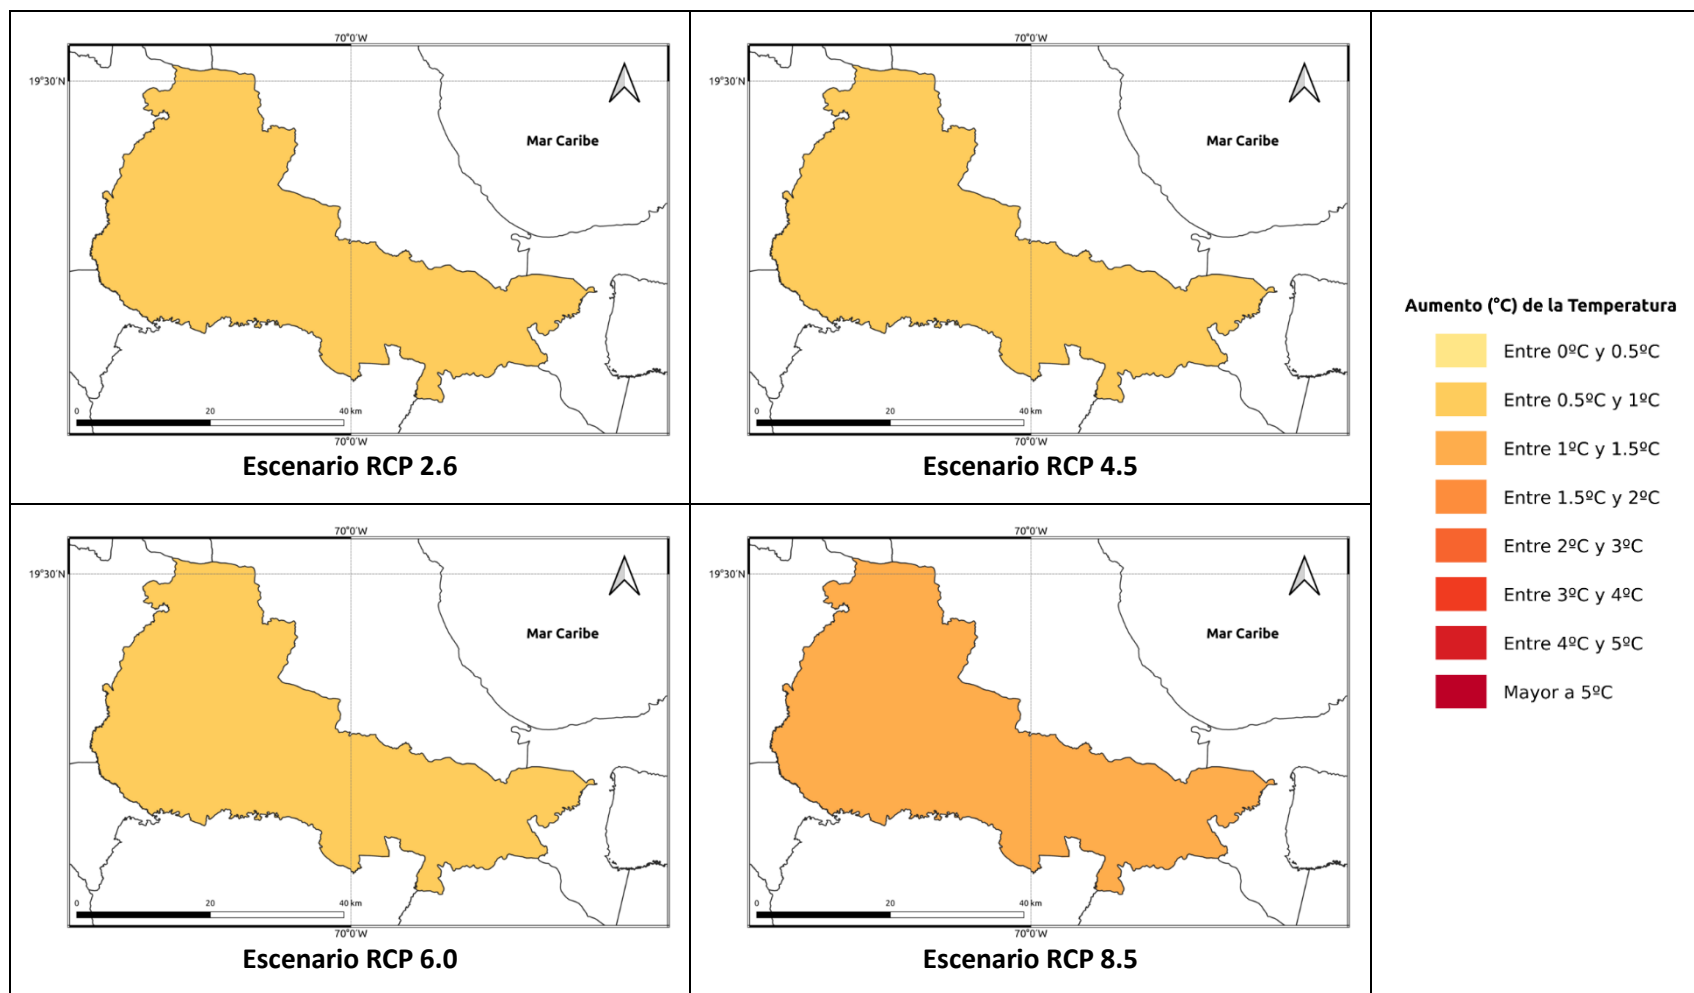 70°0'W
19°30'N
Mar Caribe
0 20 40 km
70°0'W
Escenario RCP 2.6
70°0'W
19°30'N
Mar Caribe
0 20 40 km
70°0'W
Escenario RCP 4.5
70°0'W
19°30'N
Mar Caribe
0 20 40 km
70°0'W
Escenario RCP 6.0
70°0'W
19°30'N
Mar Caribe
0 20 40 km
70°0'W
Escenario RCP 8.5
Aumento (°C) de la Temperatura
Entre 0ºC y 0.5ºC
Entre 0.5ºC y 1ºC
Entre 1ºC y 1.5ºC
Entre 1.5ºC y 2ºC
Entre 2ºC y 3ºC
Entre 3ºC y 4ºC
Entre 4ºC y 5ºC
Mayor a 5ºC